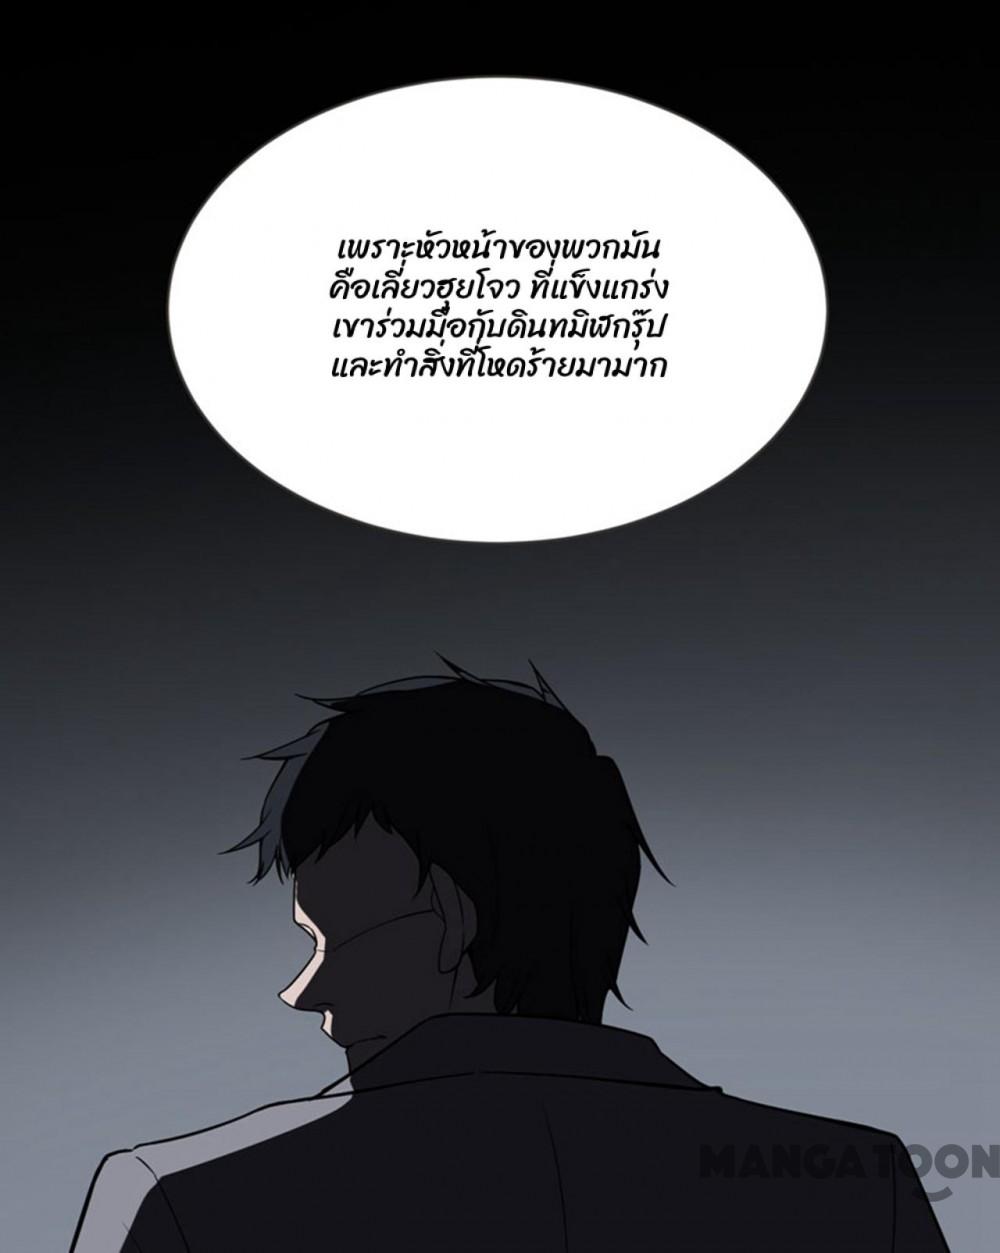 เพราะหัวหน้าของพวกมัน
คือเลี่ยวฮุยโจว ที่แข็งแกร่ง
เขาร่วมมือกับดินทมิฬกรุ๊ป
และทำสิ่งที่โหดร้ายมามาก
MANGATOON